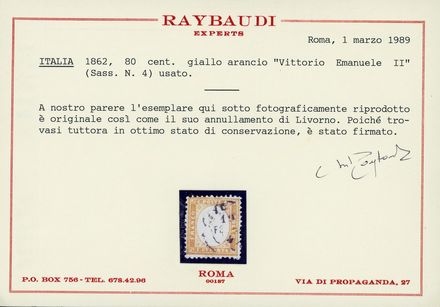 RAYBAUDI
EXPERTS
Roma, 1 marzo 1989
ITALIA 1862, 80 cent. giallo arancio "Vittorio Emanuele II"
(Sass. N. 4) usato.
A nostro parere l'esemplare qui sotto fotograficamente riprodotto
è originale così come il suo annullamento di Livorno. Poiché tro-
vasi tuttora in ottimo stato di conservazione, è stato firmato.
ROMA
00187
P.O. BOX 756 - TEL. 678.42.96
VIA DI PROPAGANDA, 27